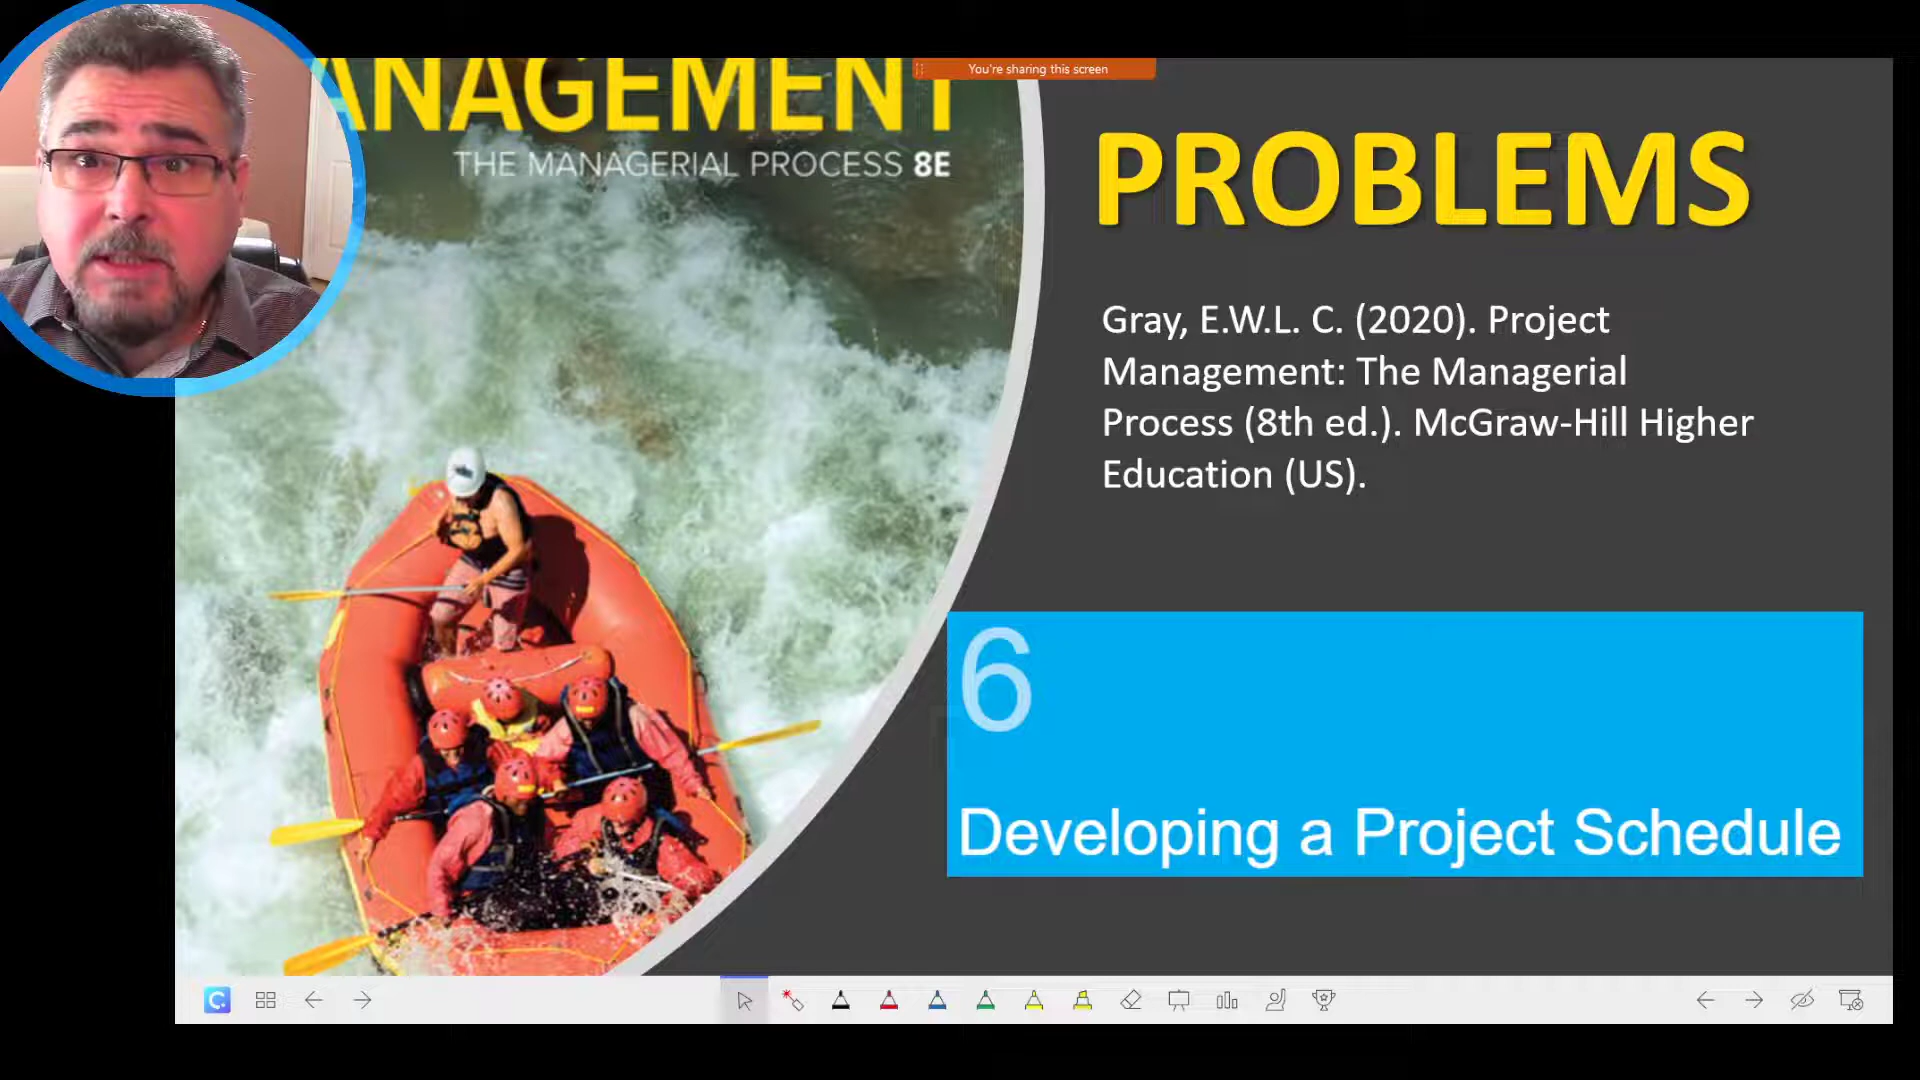 ANAGEMENT
THE MANAGERIAL PROCESS 8E
You're sharing this screen
PROBLEMS
Gray, E.W.L. C. (2020). Project
Management: The Managerial
Process (8th ed.). McGraw-Hill Higher
Education (US).
6
Developing a Project Schedule
C.